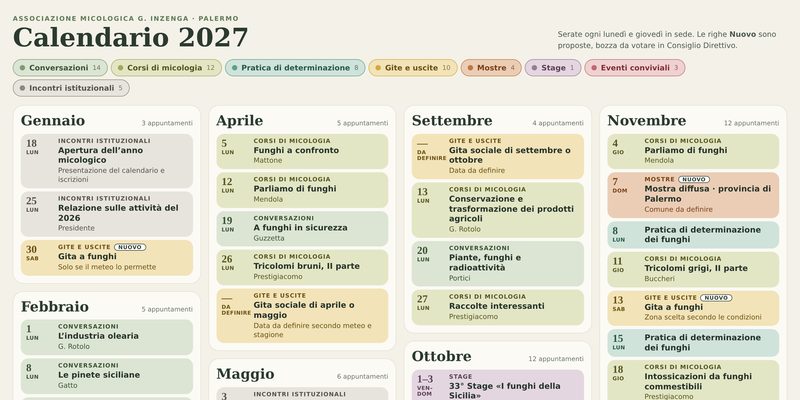 ASSOCIAZIONE MICOLOGICA G. INZENGA · PALERMO
Calendario 2027
Serate ogni lunedì e giovedì in sede. Le righe Nuovo sono
proposte, bozza da votare in Consiglio Direttivo.
Conversazioni 14
Corsi di micologia 12
Pratica di determinazione 8
Gite e uscite 10
Mostre 4
Stage 1
Eventi conviviali 3
Incontri istituzionali 5
Gennaio 3 appuntamenti
18 LUN
INCONTRI ISTITUZIONALI
Apertura dell’anno
micologico
Presentazione del calendario e
iscrizioni
25 LUN
INCONTRI ISTITUZIONALI
Relazione sulle attività del
2026
Presidente
30 SAB
GITE E USCITE NUOVO
Gita a funghi
Solo se il meteo lo permette
Febbraio 5 appuntamenti
1 LUN
CONVERSAZIONI
L’industria olearia
G. Rotolo
8 LUN
CONVERSAZIONI
Le pinete siciliane
Gatto
Aprile 5 appuntamenti
5 LUN
CORSI DI MICOLOGIA
Funghi a confronto
Mattone
12 LUN
CORSI DI MICOLOGIA
Parliamo di funghi
Mendola
19 LUN
CONVERSAZIONI
A funghi in sicurezza
Guzzetta
26 LUN
CORSI DI MICOLOGIA
Tricolomi bruni, II parte
Prestigiacomo
— DA DEFINIRE
GITE E USCITE
Gita sociale di aprile o
maggio
Data da definire secondo meteo e
stagione
Maggio 6 appuntamenti
3
INCONTRI ISTITUZIONALI
Settembre 4 appuntamenti
— DA DEFINIRE
GITE E USCITE
Gita sociale di settembre o
ottobre
Data da definire
13 LUN
CORSI DI MICOLOGIA
Conservazione e
trasformazione dei prodotti
agricoli
G. Rotolo
20 LUN
CONVERSAZIONI
Piante, funghi e
radioattività
Portici
27 LUN
CORSI DI MICOLOGIA
Raccolte interessanti
Prestigiacomo
Ottobre 12 appuntamenti
1–3 VEN-DOM
STAGE
33° Stage «I funghi della
Sicilia»
Novembre 12 appuntamenti
4 GIO
CORSI DI MICOLOGIA
Parliamo di funghi
Mendola
7 DOM
MOSTRE NUOVO
Mostra diffusa · provincia di
Palermo
Comune da definire
8 LUN
Pratica di determinazione
dei funghi
11 GIO
CORSI DI MICOLOGIA
Tricolomi grigi, II parte
Buccheri
13 SAB
GITE E USCITE NUOVO
Gita a funghi
Zona scelta secondo le condizioni
15 LUN
Pratica di determinazione
dei funghi
18 GIO
CORSI DI MICOLOGIA
Intossicazioni da funghi
commestibili
Prestigiacomo